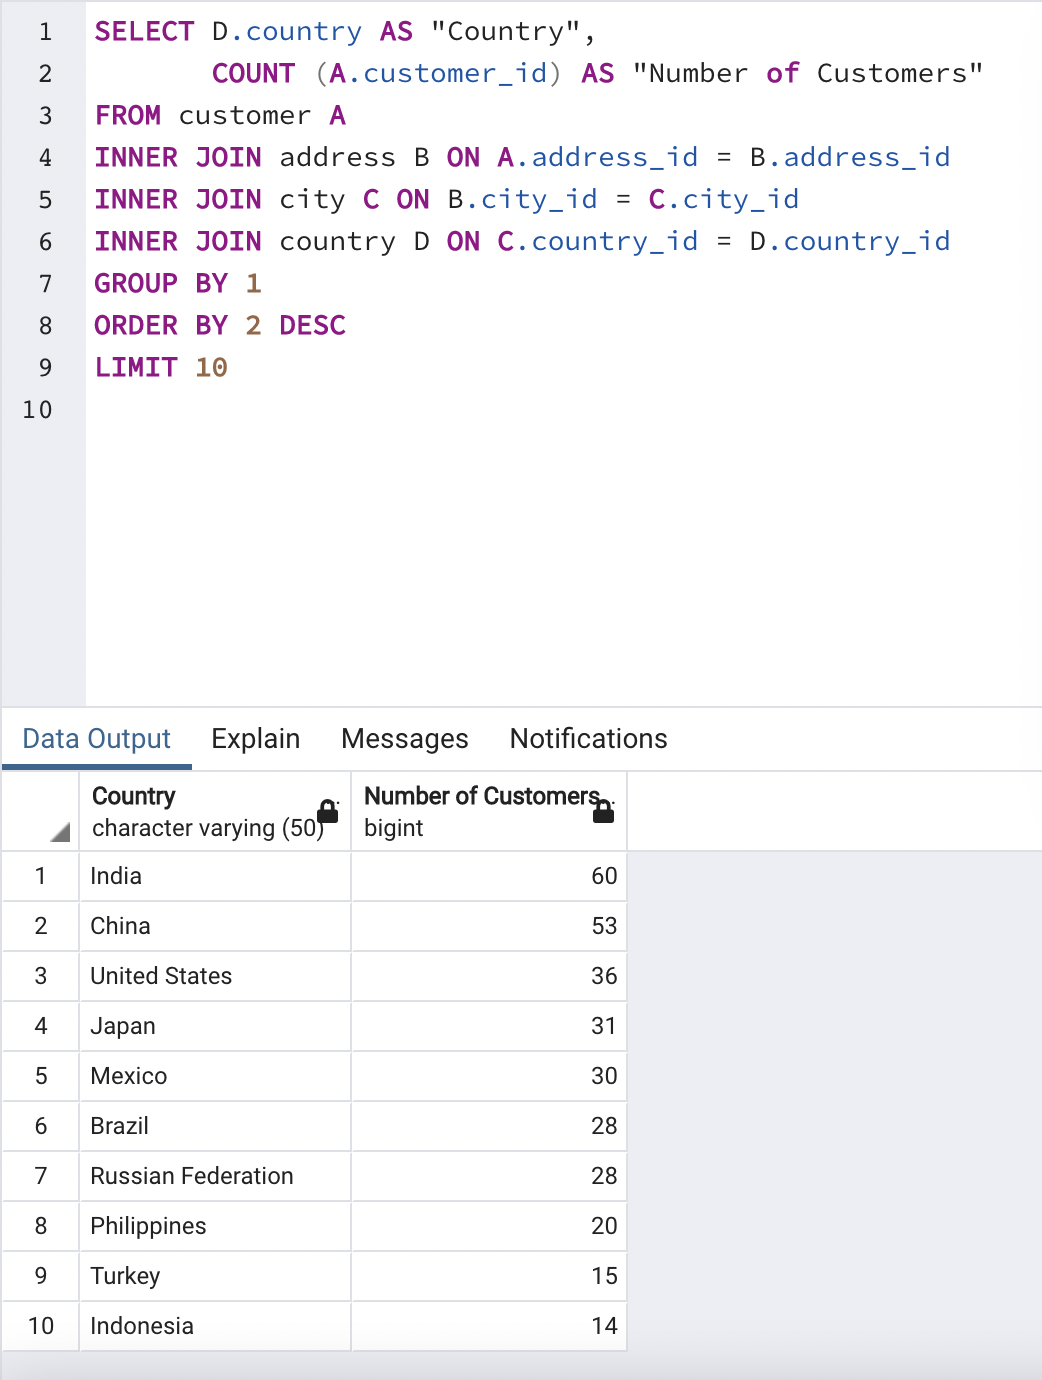 1 SELECT D.country AS "Country",
2 COUNT (A.customer_id) AS "Number of Customers"
3 FROM customer A
4 INNER JOIN address B ON A.address_id = B.address_id
5 INNER JOIN city C ON B.city_id = C.city_id
6 INNER JOIN country D ON C.country_id = D.country_id
7 GROUP BY 1
8 ORDER BY 2 DESC
9 LIMIT 10
10
Data Output Explain Messages Notifications
Country Number of Customers
character varying (50) bigint
1 India 60
2 China 53
3 United States 36
4 Japan 31
5 Mexico 30
6 Brazil 28
7 Russian Federation 28
8 Philippines 20
9 Turkey 15
10 Indonesia 14